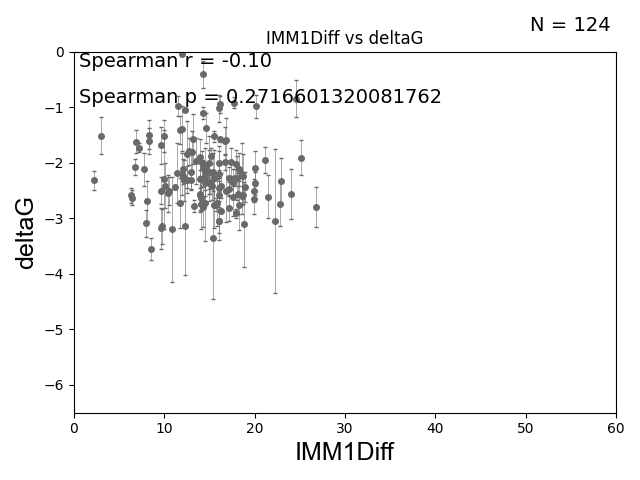 N = 124
IMM1Diff vs deltaG
Spearman r = -0.10
Spearman p = 0.2716601320081762
0
−1
−2
−3
−4
−5
−6
deltaG
0 10 20 30 40 50 60
IMM1Diff